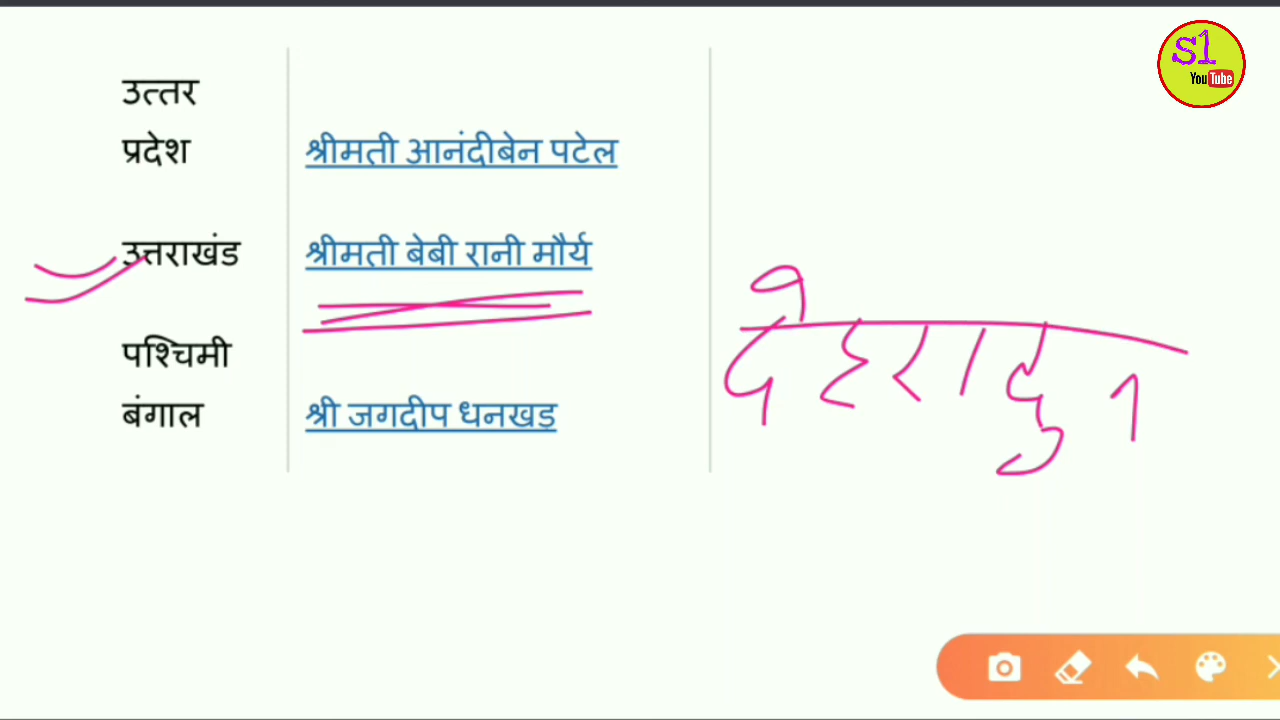 s1
YouTube
उत्तर
प्रदेश श्रीमती आनंदीबेन पटेल
उत्तराखंड श्रीमती बेबी रानी मौर्य
देहरादुन
पश्चिमी
बंगाल श्री जगदीप धनखड